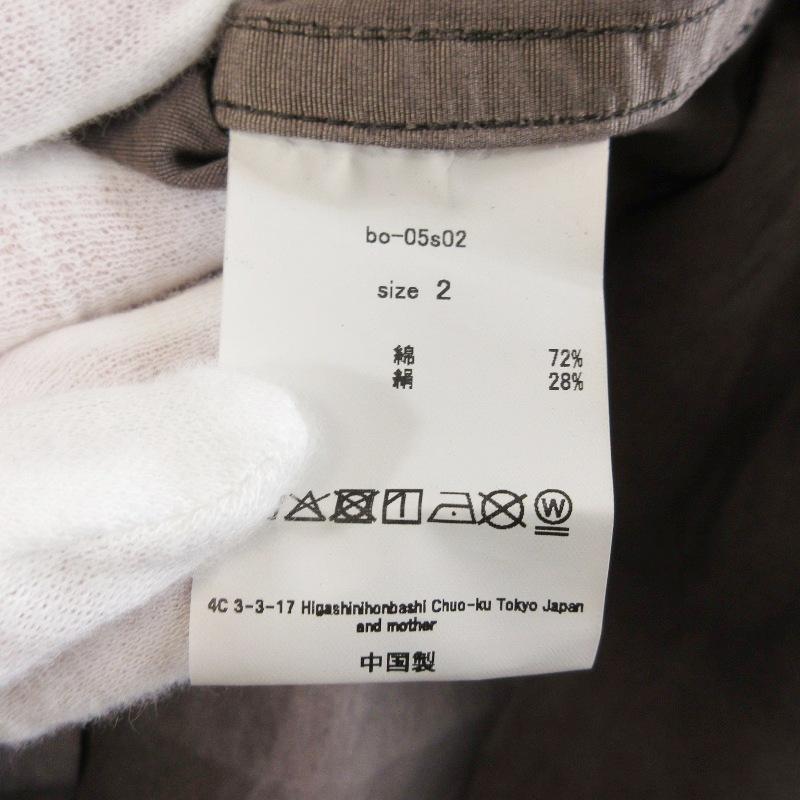 bo-05s02
size 2
綿 72%
絹 28%
W
4C 3-3-17 Higashinihonbashi Chuo-ku Tokyo Japan
and mother
中国製